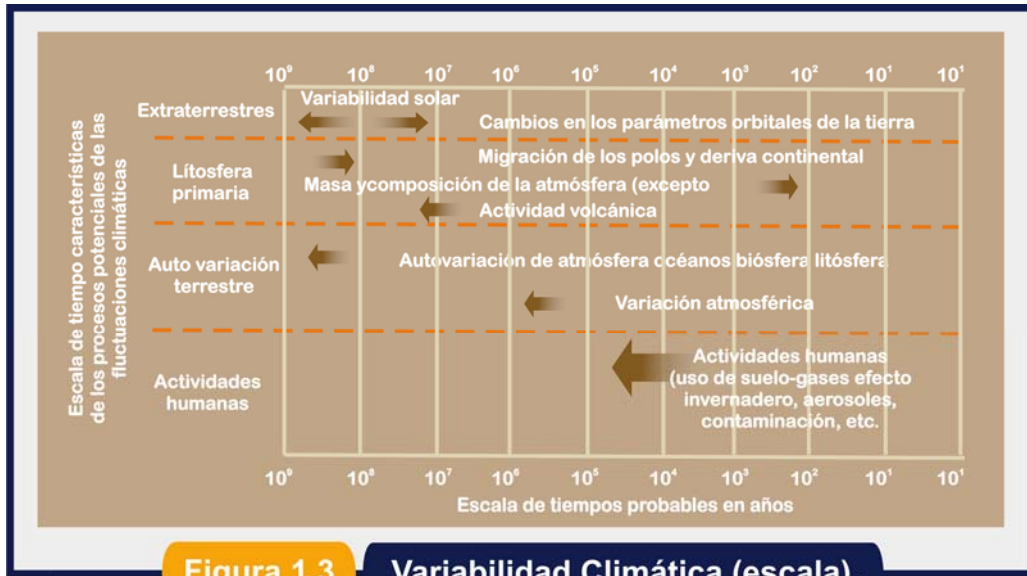 10⁹ 10⁸ 10⁷ 10⁶ 10⁵ 10⁴ 10³ 10² 10¹ 10¹
Escala de tiempo características
de los procesos potenciales de las
fluctuaciones climáticas
Extraterrestres
Variabilidad solar
Cambios en los parámetros orbitales de la tierra
Lítosfera
primaria
Migración de los polos y deriva continental
Masa ycomposición de la atmósfera (excepto
Actividad volcánica
Auto variación
terrestre
Autovariación de atmósfera océanos biósfera litósfera
Variación atmosférica
Actividades
humanas
Actividades humanas
(uso de suelo-gases efecto
invernadero, aerosoles,
contaminación, etc.
10⁹ 10⁸ 10⁷ 10⁶ 10⁵ 10⁴ 10³ 10² 10¹ 10¹
Escala de tiempos probables en años
Figura 1.3 Variabilidad Climática (escala)